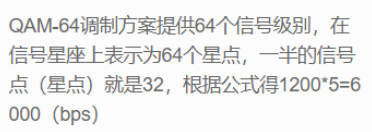 QAM-64调制方案提供64个信号级别，在
信号星座上表示为64个星点，一半的信号
点（星点）就是32，根据公式得1200*5=6
000（bps）